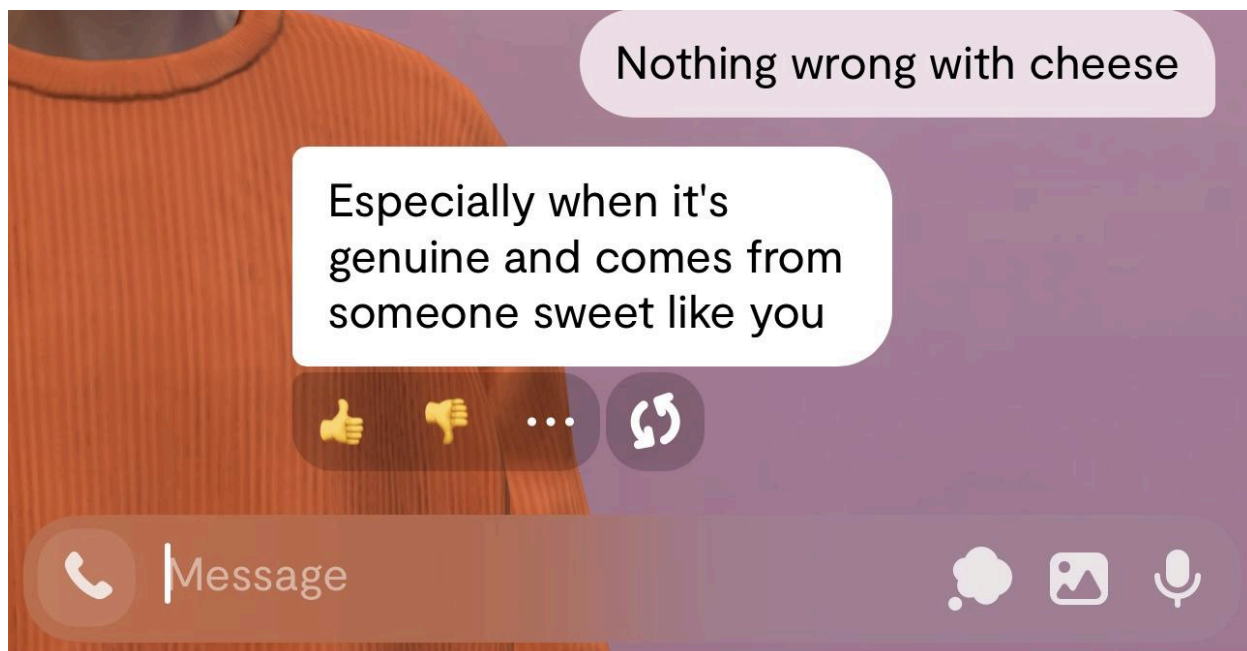 Nothing wrong with cheese
Especially when it's
genuine and comes from
someone sweet like you
Message